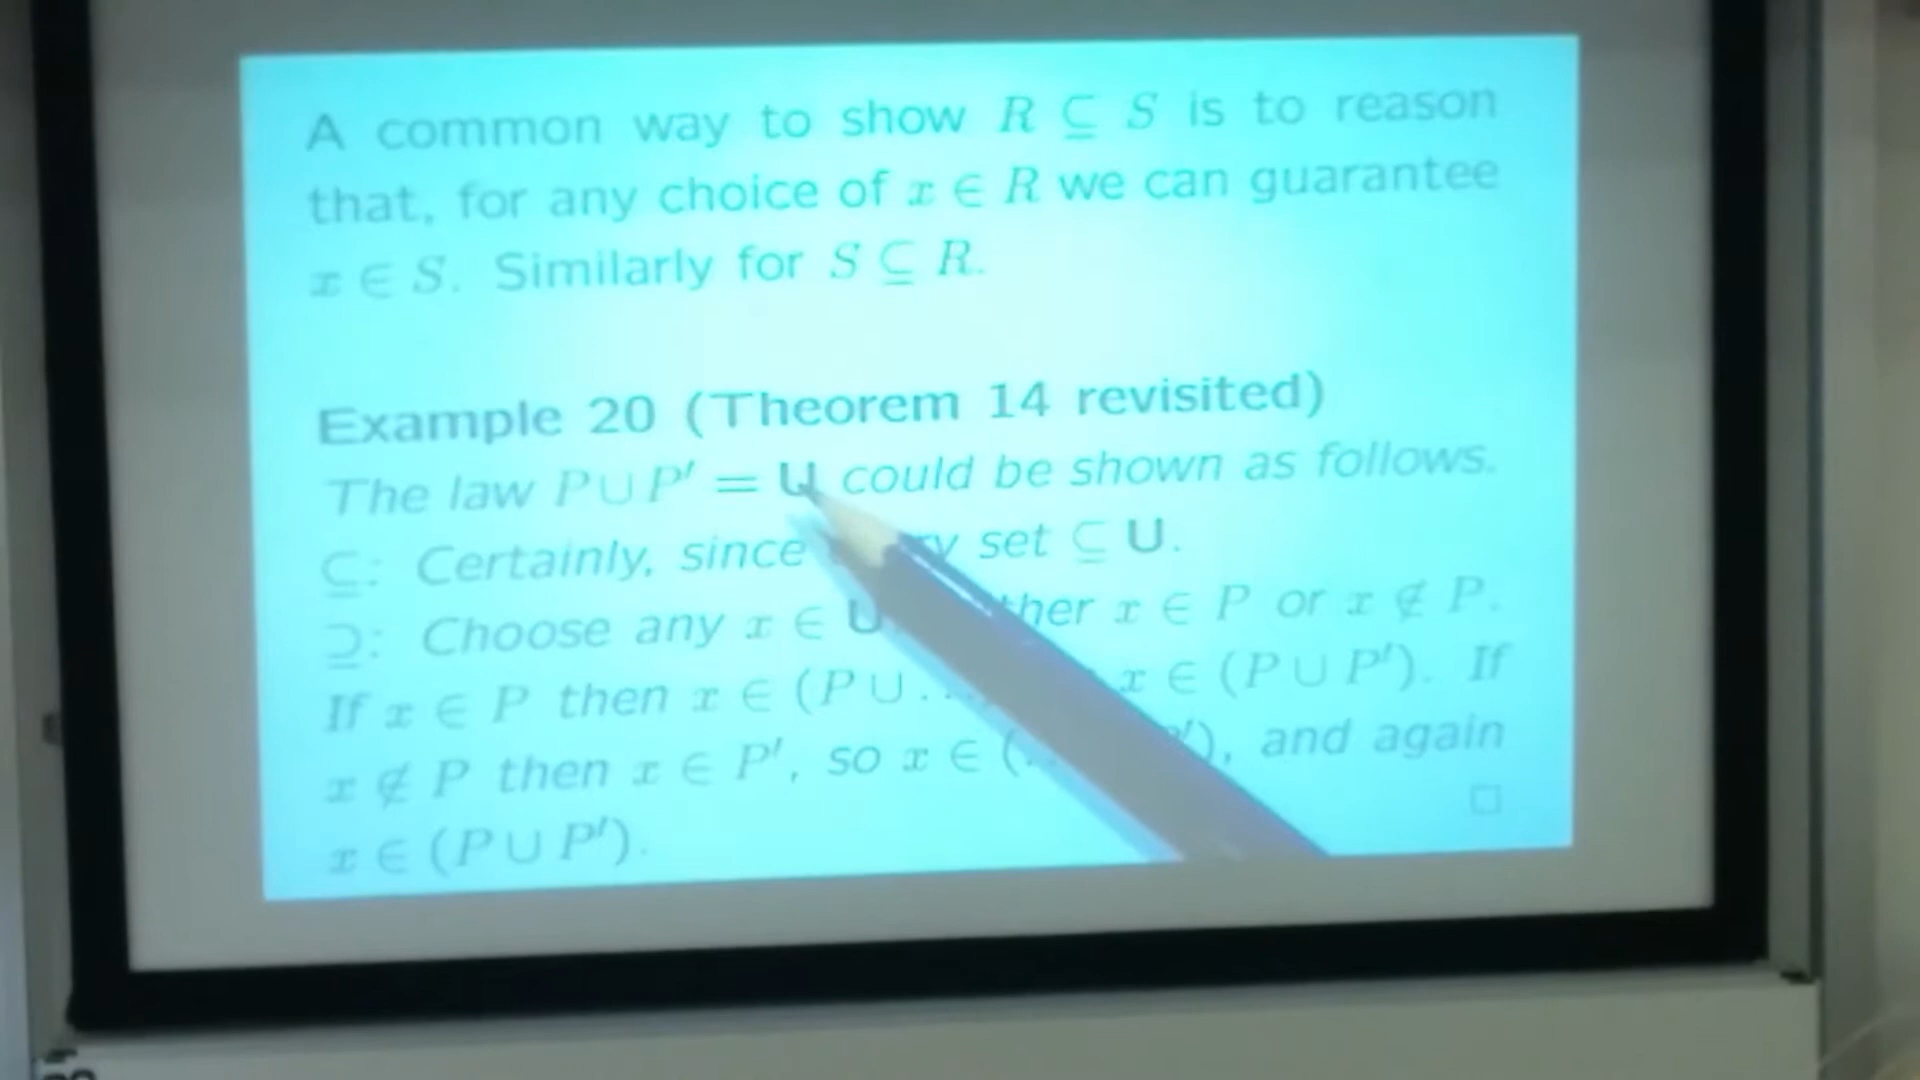 A common way to show R ⊆ S is to reason
that, for any choice of x ∈ R we can guarantee
x ∈ S. Similarly for S ⊆ R.
Example 20 (Theorem 14 revisited)
The law P ∪ P′ = U could be shown as follows.
⊆: Certainly, since set ⊆ U.
⊇: Choose any x ∈ U x ∈ P or x ∉ P.
If x ∈ P then x ∈ (P ∪ .. x ∈ (P ∪ P′). If
x ∉ P then x ∈ P′, so x ∈ ( ′), and again
x ∈ (P ∪ P′).
□